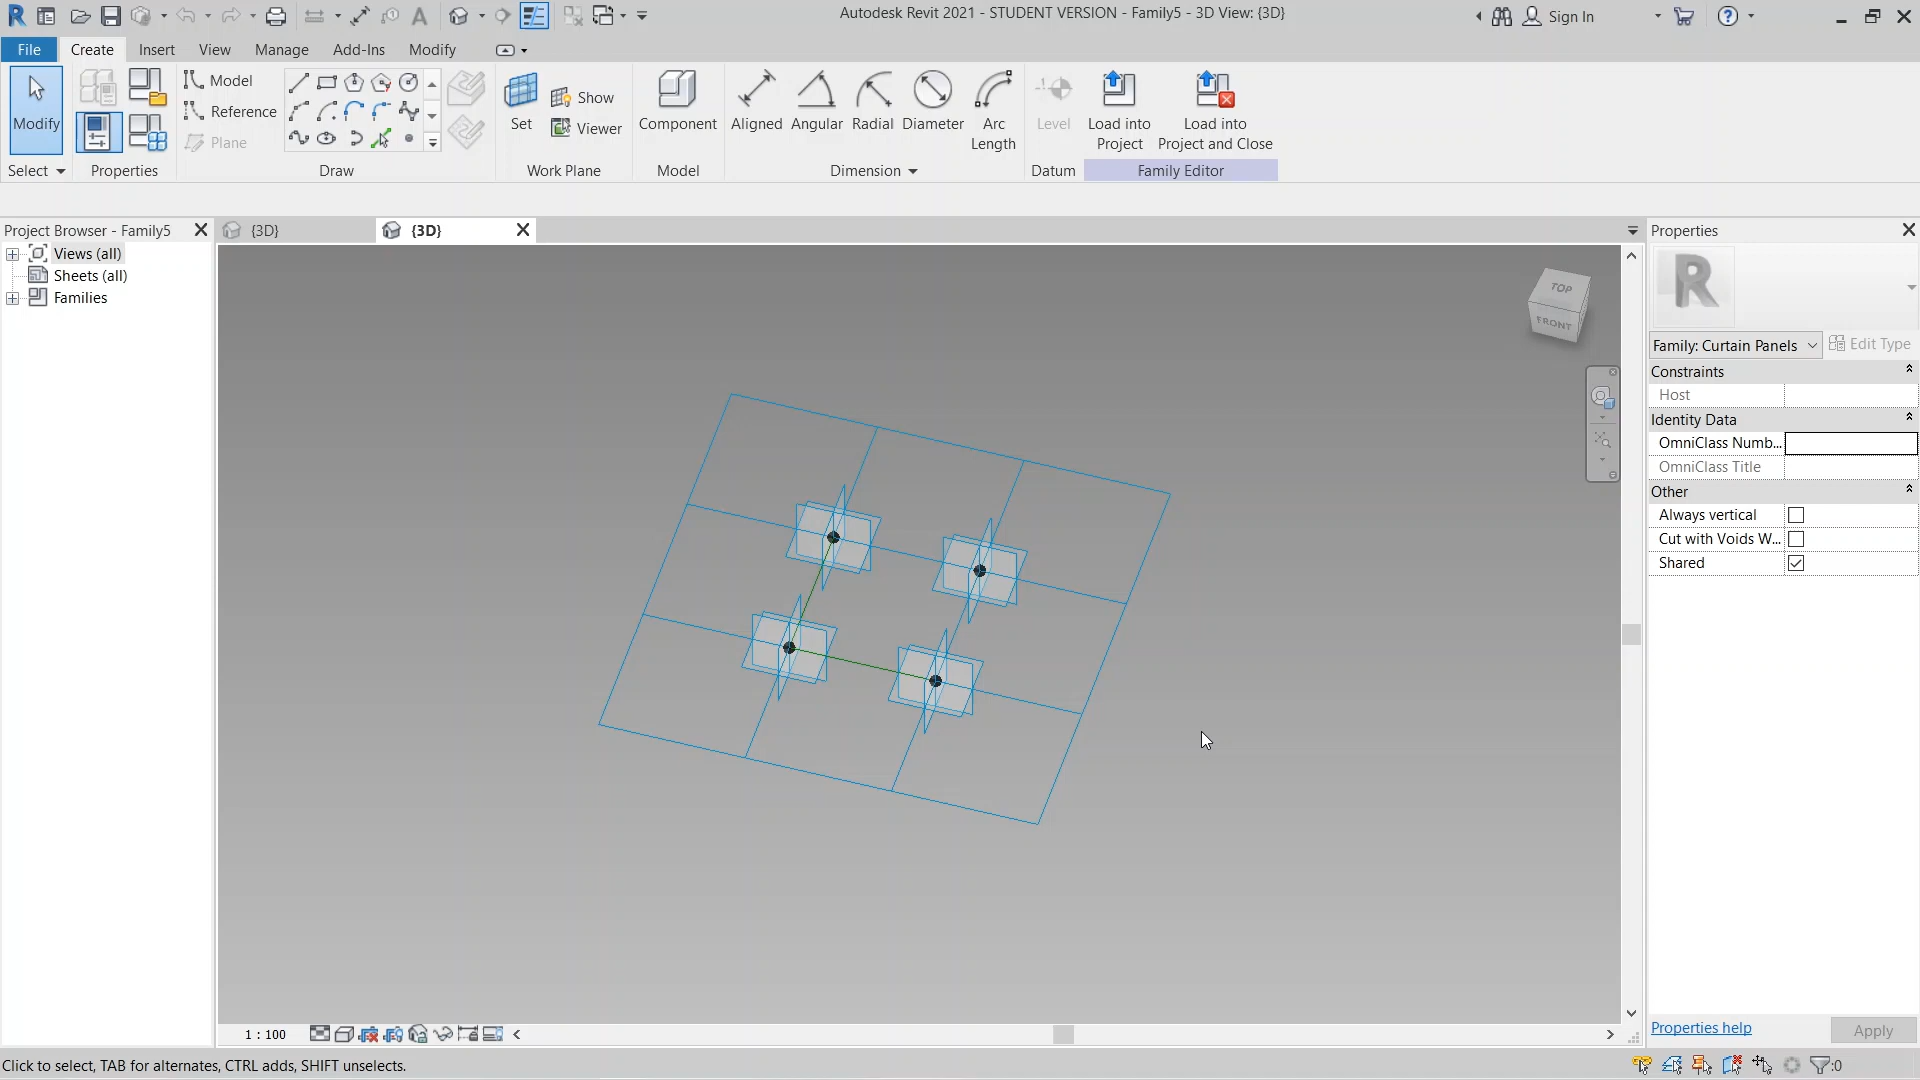 Autodesk Revit 2021 - STUDENT VERSION - Family5 - 3D View: {3D}
Sign In
File
Create
Insert
View
Manage
Add-Ins
Modify
Modify
Select
Properties
Model
Reference
Plane
Draw
Set
Show
Viewer
Work Plane
Component
Model
Aligned
Angular
Radial
Diameter
Arc
Length
Dimension
Level
Datum
Load into
Project
Load into
Project and Close
Family Editor
Project Browser - Family5
Views (all)
Sheets (all)
Families
{3D}
{3D}
TOP
FRONT
Properties
R
Family: Curtain Panels
Edit Type
Constraints
Host
Identity Data
OmniClass Numb...
OmniClass Title
Other
Always vertical
Cut with Voids W...
Shared
Properties help
Apply
1 : 100
Click to select, TAB for alternates, CTRL adds, SHIFT unselects.
:0